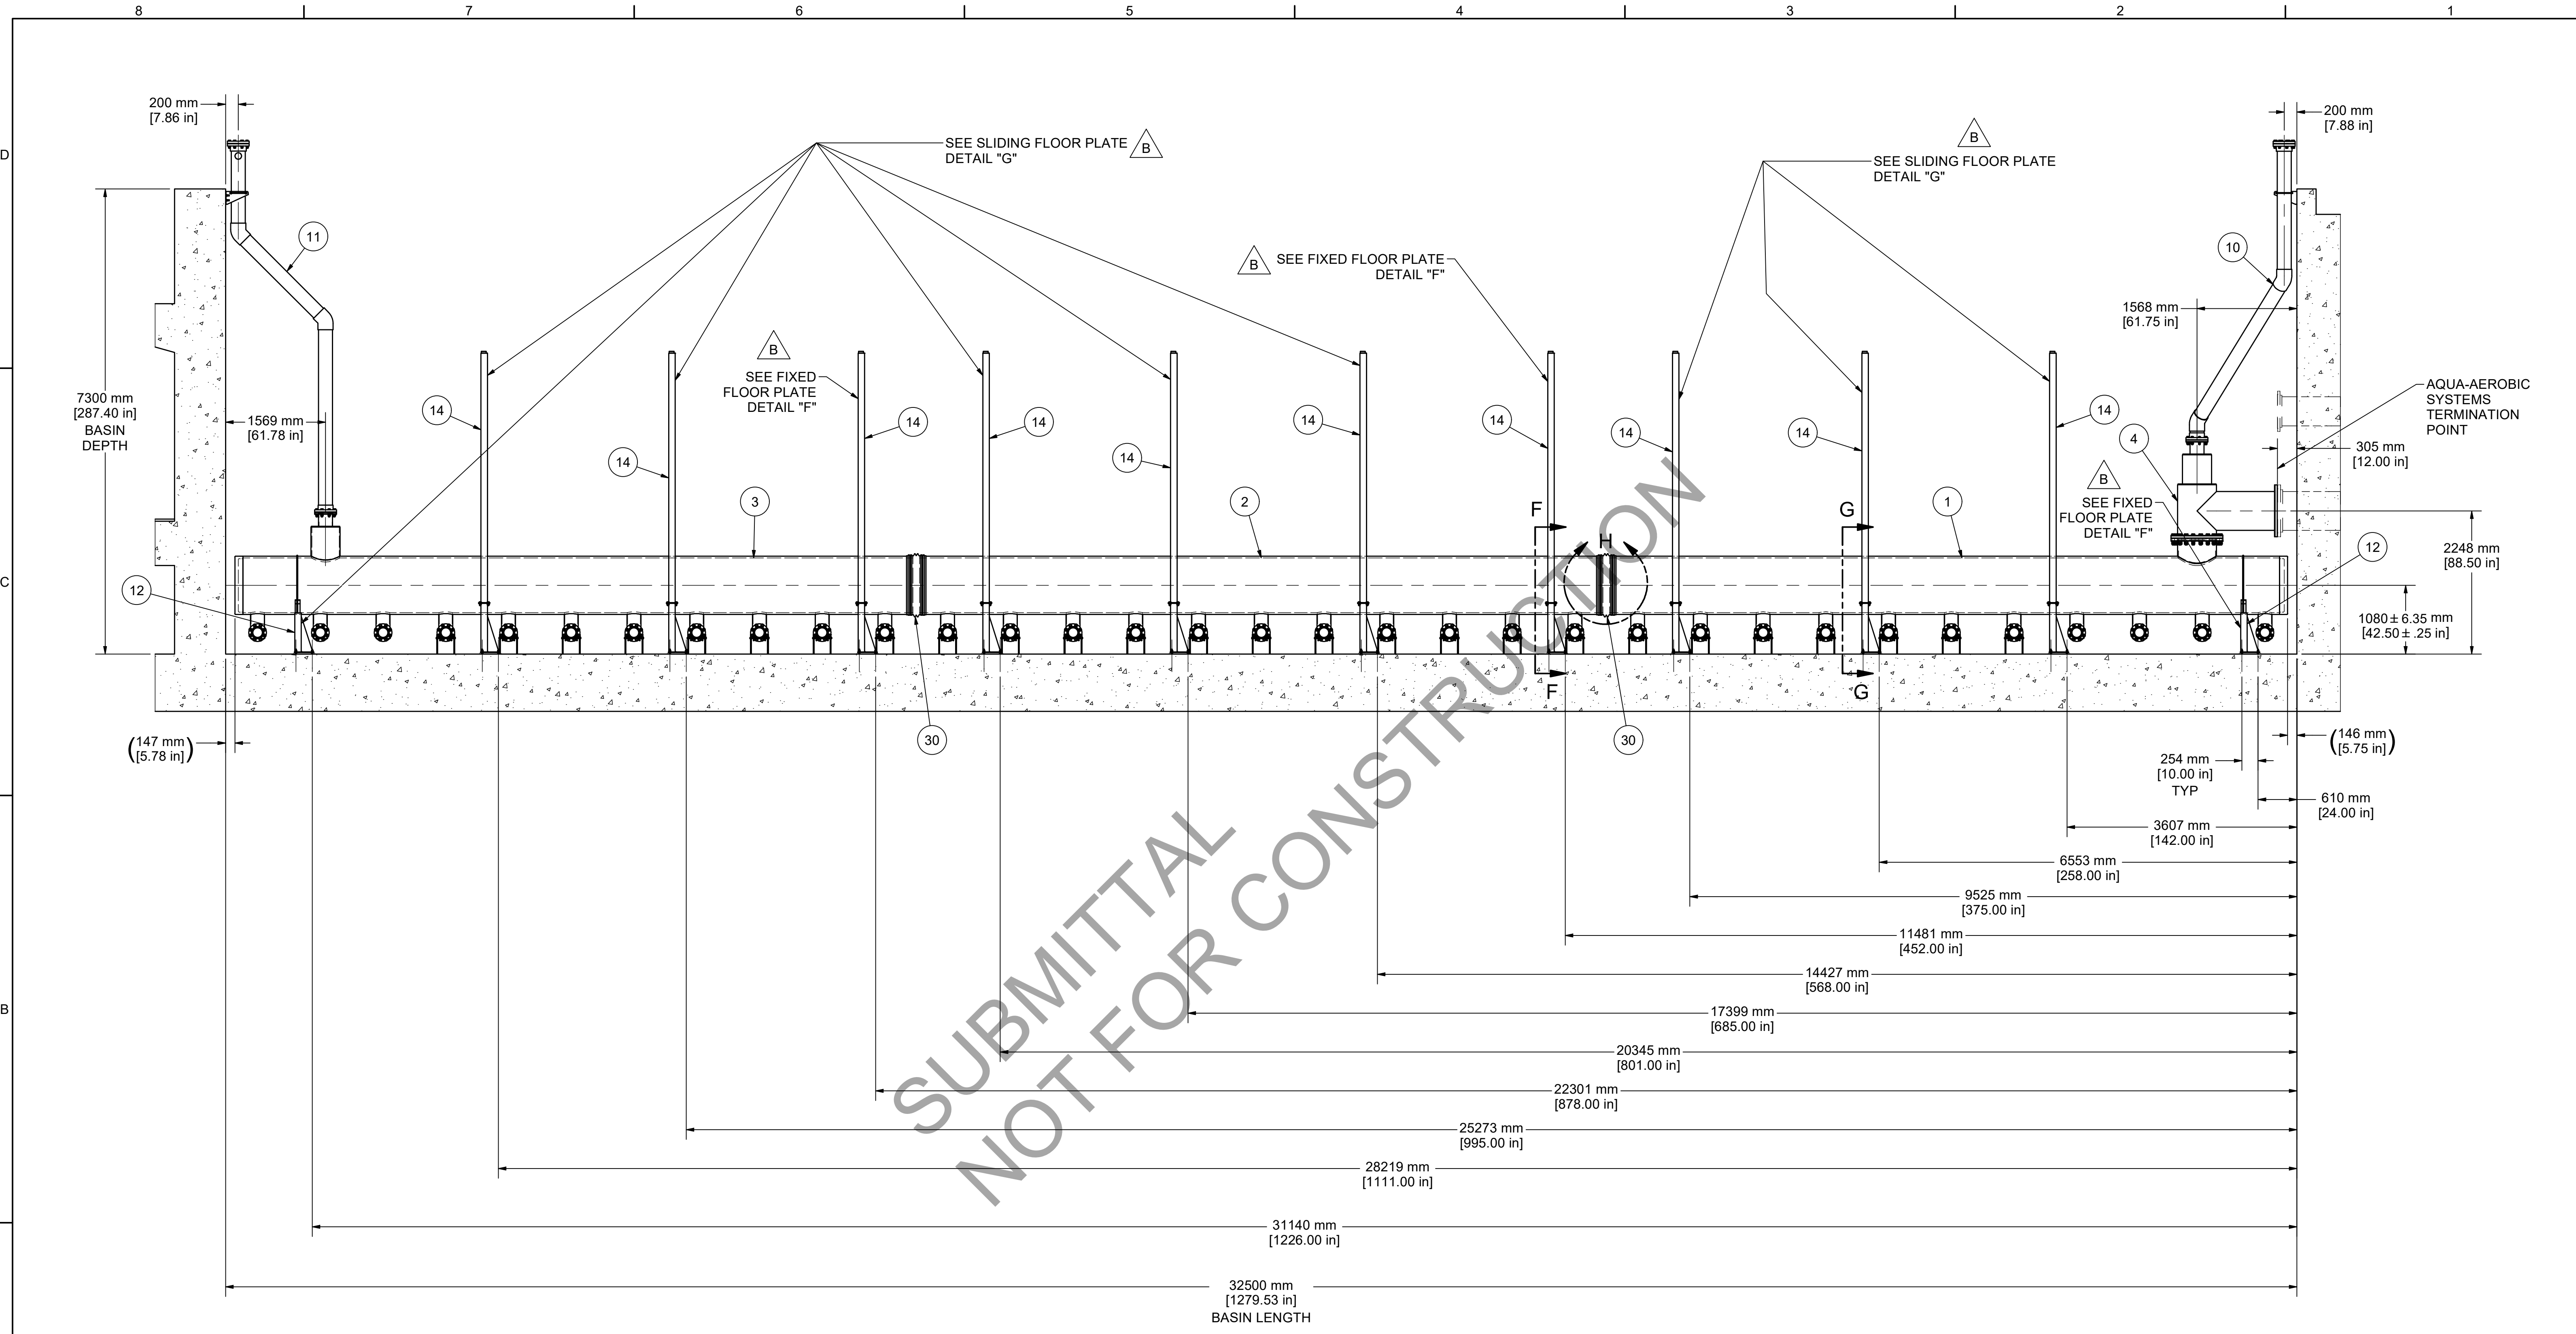 8 7 6 5 4 3 2 1
D
C
B
200 mm
[7.86 in]
SEE SLIDING FLOOR PLATE
DETAIL "G"
B
B
SEE SLIDING FLOOR PLATE
DETAIL "G"
200 mm
[7.88 in]
11
B
SEE FIXED FLOOR PLATE
DETAIL "F"
10
1568 mm
[61.75 in]
B
SEE FIXED
FLOOR PLATE
DETAIL "F"
7300 mm
[287.40 in]
BASIN
DEPTH
1569 mm
[61.78 in]
AQUA-AEROBIC
SYSTEMS
TERMINATION
POINT
14
14
14
14
14
14
14
14
14
14
4
305 mm
[12.00 in]
B
SEE FIXED
FLOOR PLATE
DETAIL "F"
3
2
1
F
G
H
12
12
2248 mm
[88.50 in]
1080 ± 6.35 mm
[42.50 ± .25 in]
F
G
30
30
(147 mm
[5.78 in])
(146 mm
[5.75 in])
254 mm
[10.00 in]
TYP
610 mm
[24.00 in]
3607 mm
[142.00 in]
6553 mm
[258.00 in]
9525 mm
[375.00 in]
11481 mm
[452.00 in]
14427 mm
[568.00 in]
17399 mm
[685.00 in]
20345 mm
[801.00 in]
22301 mm
[878.00 in]
25273 mm
[995.00 in]
28219 mm
[1111.00 in]
31140 mm
[1226.00 in]
32500 mm
[1279.53 in]
BASIN LENGTH
SUBMITTAL
NOT FOR CONSTRUCTION